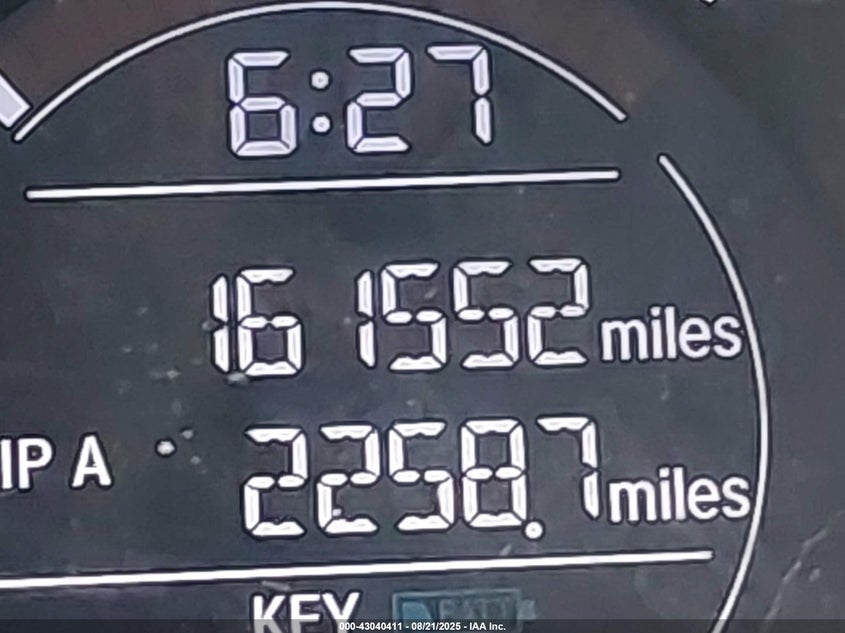 6:27
161552 miles
IP A 2258.7 miles
KEY
000-43040411 - 08/21/2025 - IAA Inc.